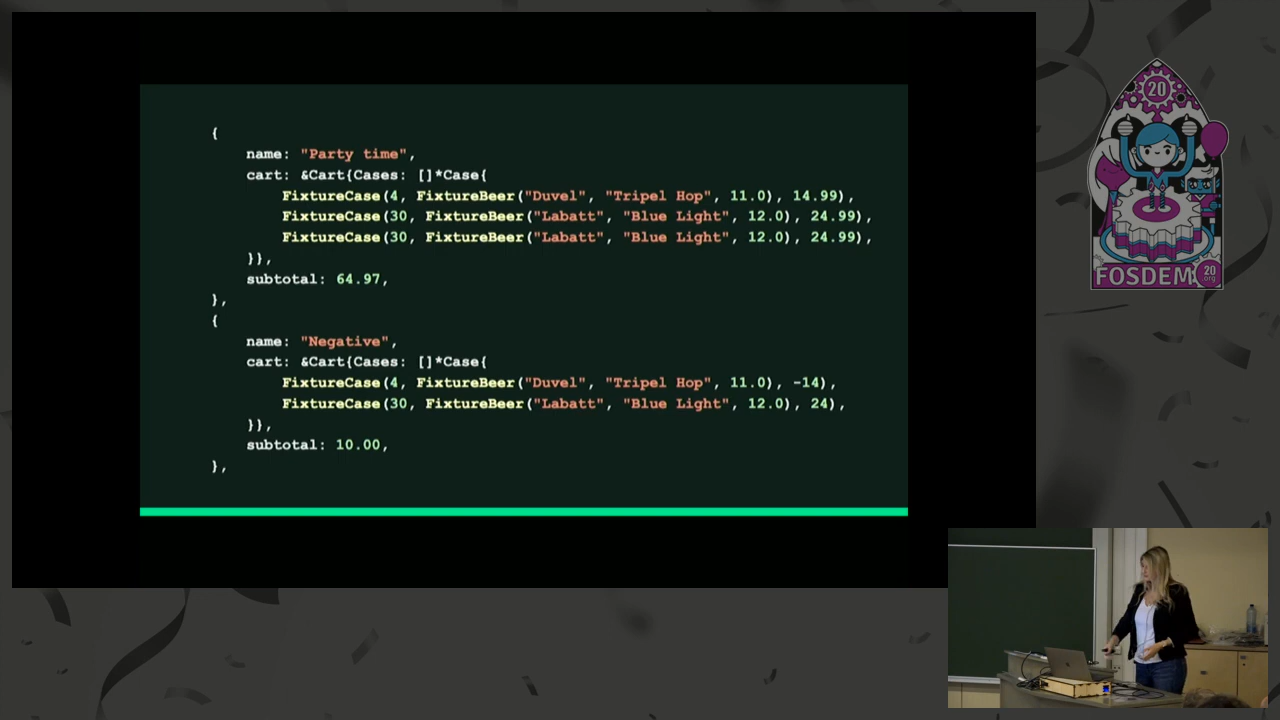 {
name: "Party time",
cart: &Cart{Cases: []*Case{
FixtureCase(4, FixtureBeer("Duvel", "Tripel Hop", 11.0), 14.99),
FixtureCase(30, FixtureBeer("Labatt", "Blue Light", 12.0), 24.99),
FixtureCase(30, FixtureBeer("Labatt", "Blue Light", 12.0), 24.99),
}},
subtotal: 64.97,
},
{
name: "Negative",
cart: &Cart{Cases: []*Case{
FixtureCase(4, FixtureBeer("Duvel", "Tripel Hop", 11.0), -14),
FixtureCase(30, FixtureBeer("Labatt", "Blue Light", 12.0), 24),
}},
subtotal: 10.00,
},
20
FOSDEM
20
.org